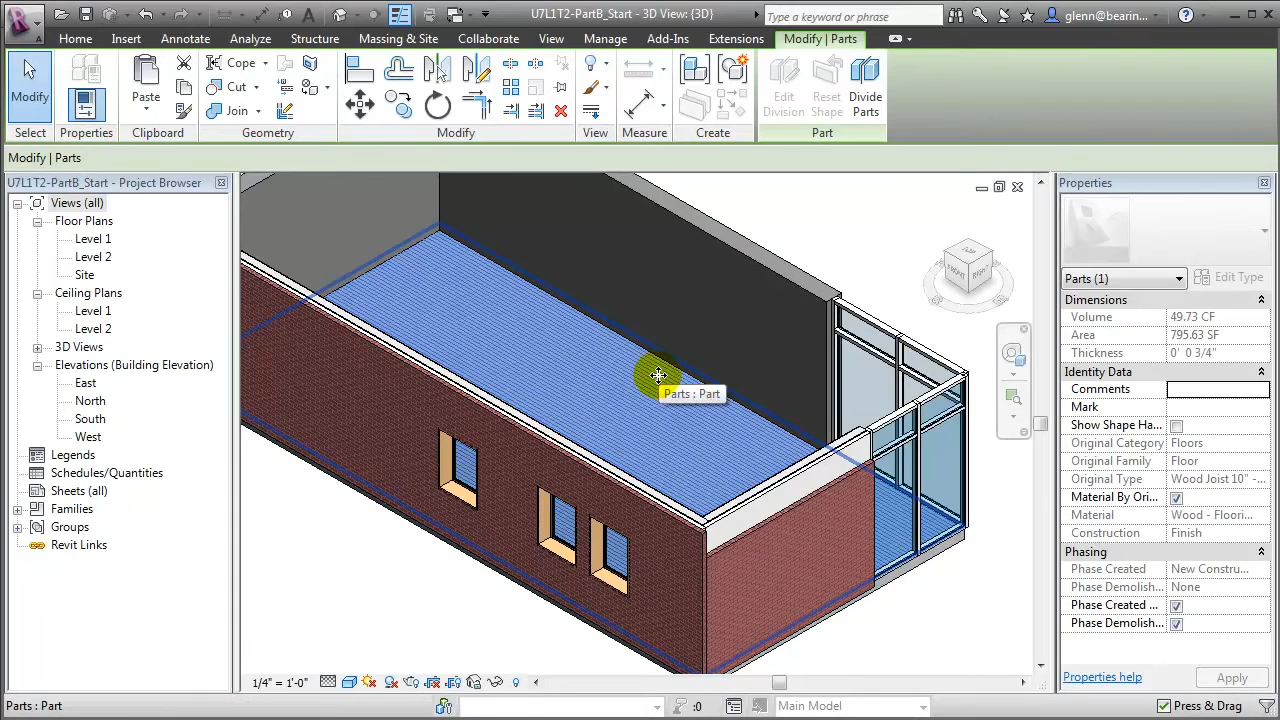 U7L1T2-PartB_Start - 3D View: {3D}
Type a keyword or phrase
glenn@bearin...
Home Insert Annotate Analyze Structure Massing & Site Collaborate View Manage Add-Ins Extensions Modify | Parts
Modify
Paste
Cope
Cut
Join
Edit Division
Reset Shape
Divide Parts
Select Properties Clipboard Geometry Modify View Measure Create Part
Modify | Parts
U7L1T2-PartB_Start - Project Browser
Views (all)
Floor Plans
Level 1
Level 2
Site
Ceiling Plans
Level 1
Level 2
3D Views
Elevations (Building Elevation)
East
North
South
West
Legends
Schedules/Quantities
Sheets (all)
Families
Groups
Revit Links
Parts : Part
FRONT
RIGHT
1/4" = 1'-0"
Properties
Parts (1)
Edit Type
Dimensions
Volume 49.73 CF
Area 795.63 SF
Thickness 0' 0 3/4"
Identity Data
Comments
Mark
Show Shape Ha...
Original Category Floors
Original Family Floor
Original Type Wood Joist 10" -...
Material By Ori...
Material Wood - Floori...
Construction Finish
Phasing
Phase Created New Constru...
Phase Demolish... None
Phase Created ...
Phase Demolish...
Properties help
Apply
Parts : Part
:0
Main Model
Press & Drag